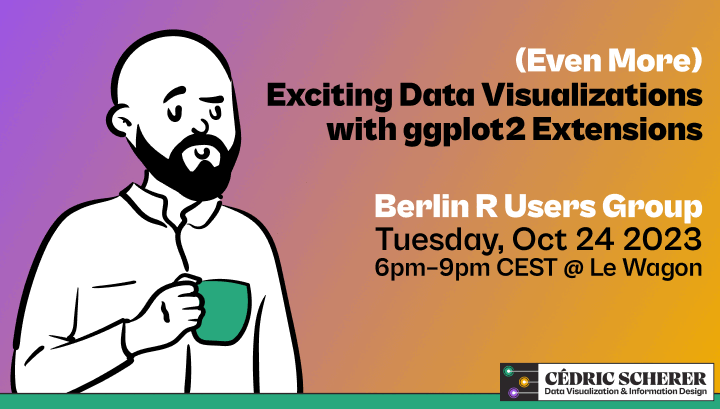 (Even More)
Exciting Data Visualizations
with ggplot2 Extensions
Berlin R Users Group
Tuesday, Oct 24 2023
6pm–9pm CEST @ Le Wagon
CÉDRIC SCHERER
Data Visualization & Information Design